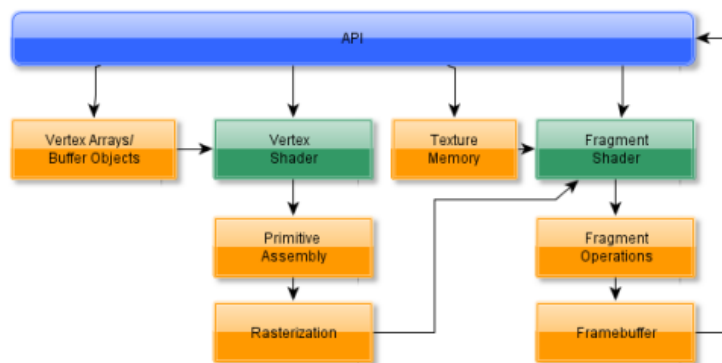 API
Vertex Arrays/
Buffer Objects
Vertex
Shader
Texture
Memory
Fragment
Shader
Primitive
Assembly
Fragment
Operations
Rasterization
Framebuffer